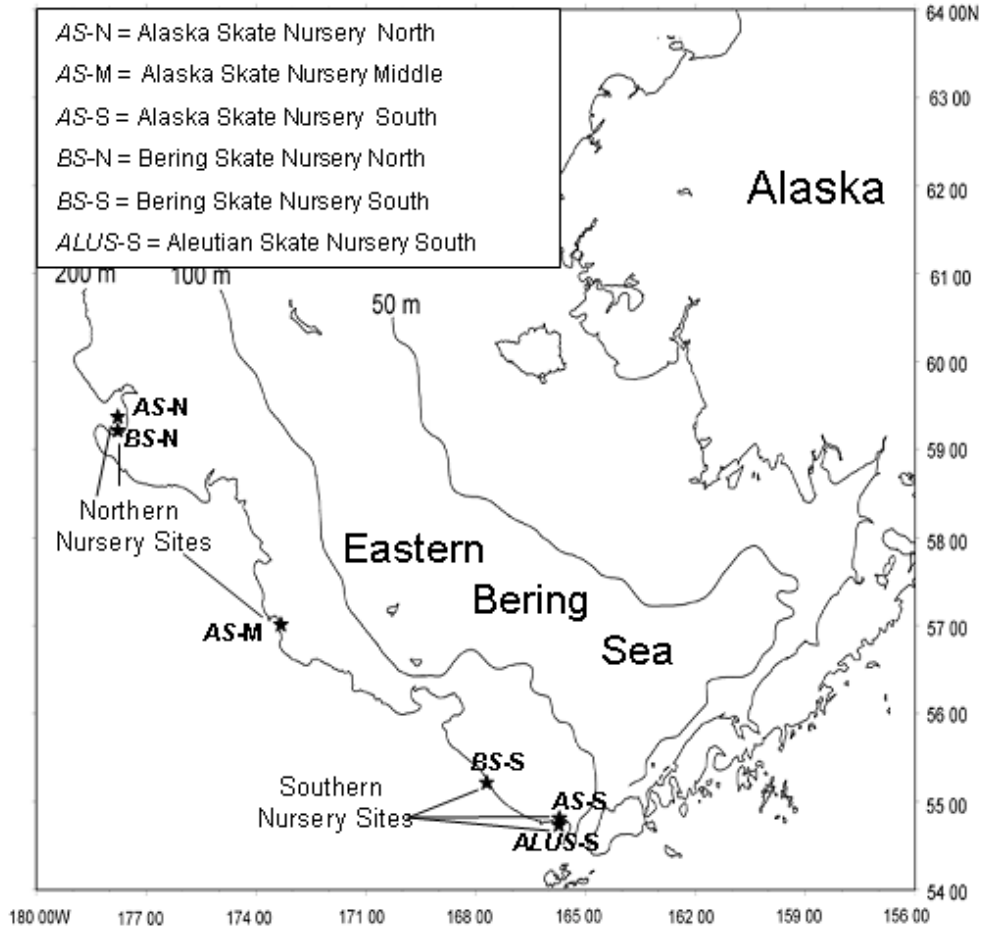 AS-N = Alaska Skate Nursery North
AS-M = Alaska Skate Nursery Middle
AS-S = Alaska Skate Nursery South
BS-N = Bering Skate Nursery North
BS-S = Bering Skate Nursery South
ALUS-S = Aleutian Skate Nursery South
64 00N
63 00
62 00
61 00
60 00
59 00
58 00
57 00
56 00
55 00
54 00
Alaska
200 m
100 m
50 m
AS-N
BS-N
Northern
Nursery Sites
AS-M
Eastern
Bering
Sea
BS-S
Southern
Nursery Sites
AS-S
ALUS-S
180 00W
177 00
174 00
171 00
168 00
165 00
162 00
159 00
156 00